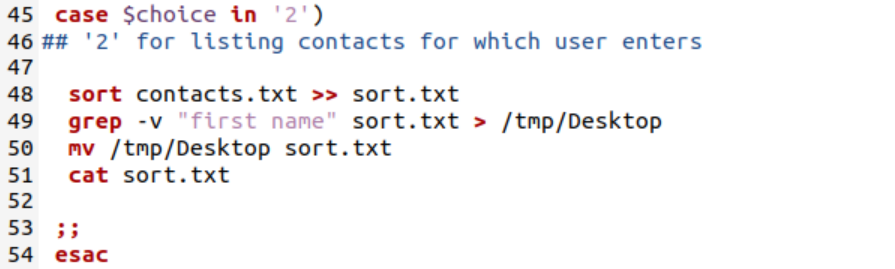 45 case $choice in '2')
46 ## '2' for listing contacts for which user enters
47
48 sort contacts.txt >> sort.txt
49 grep -v "first name" sort.txt > /tmp/Desktop
50 mv /tmp/Desktop sort.txt
51 cat sort.txt
52
53 ;;
54 esac